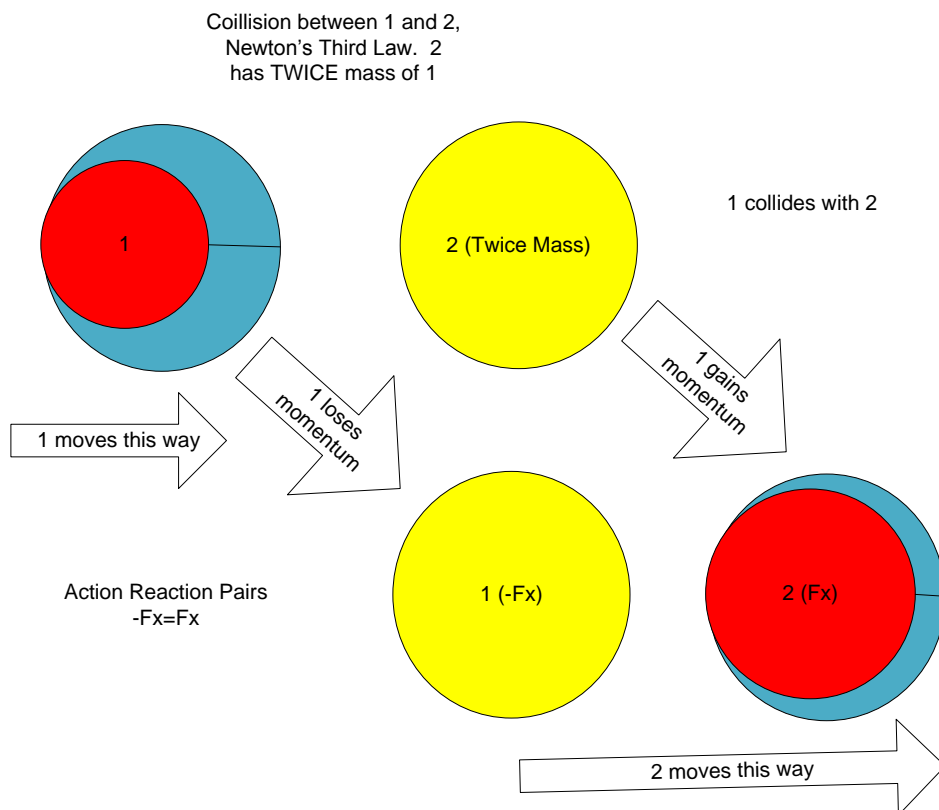 Coillision between 1 and 2,
Newton's Third Law.  2
has TWICE mass of 1
1
2 (Twice Mass)
1 collides with 2
1 loses
momentum
1 gains
momentum
1 moves this way
Action Reaction Pairs
-Fx=Fx
1 (-Fx)
2 (Fx)
2 moves this way